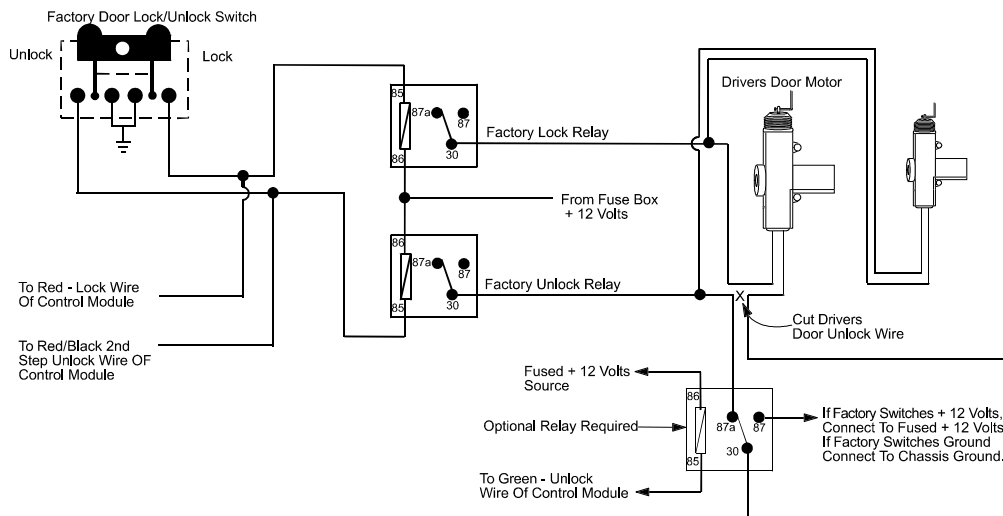 Factory Door Lock/Unlock Switch
Unlock
Lock
Drivers Door Motor
85
87a
87
30
86
Factory Lock Relay
From Fuse Box
+ 12 Volts
86
87a
87
30
85
Factory Unlock Relay
To Red - Lock Wire
Of Control Module
To Red/Black 2nd
Step Unlock Wire OF
Control Module
X
Cut Drivers
Door Unlock Wire
Fused + 12 Volts
Source
Optional Relay Required
86
87a
87
30
85
If Factory Switches + 12 Volts,
Connect To Fused + 12 Volts
If Factory Switches Ground
Connect To Chassis Ground.
To Green - Unlock
Wire Of Control Module